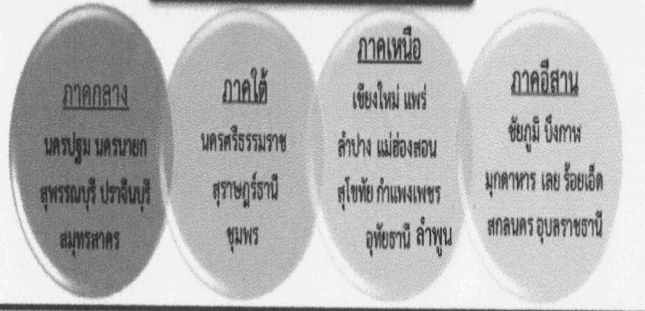 ภาคกลาง
นครปฐม นครนายก
สุพรรณบุรี ปราจีนบุรี
สมุทรสาคร
ภาคใต้
นครศรีธรรมราช
สุราษฎร์ธานี
ชุมพร
ภาคเหนือ
เชียงใหม่ แพร่
ลำปาง แม่ฮ่องสอน
สุโขทัย กำแพงเพชร
อุทัยธานี ลำพูน
ภาคอีสาน
ชัยภูมิ บึงกาฬ
มุกดาหาร เลย ร้อยเอ็ด
สกลนคร อุบลราชธานี